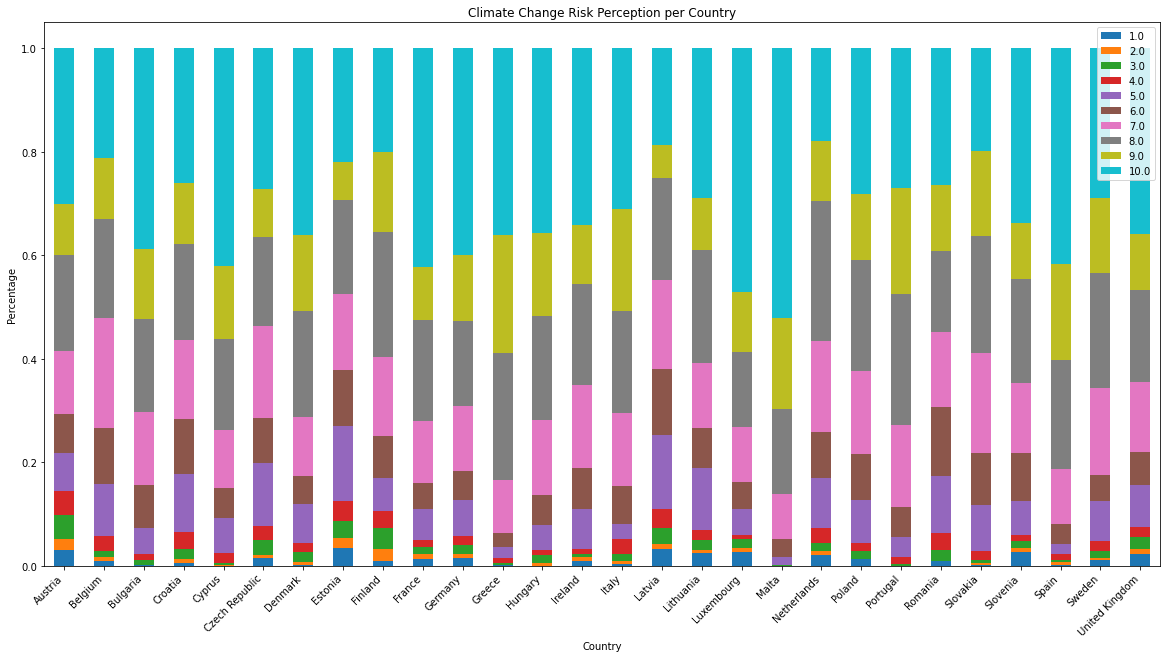 Climate Change Risk Perception per Country
1.0
2.0
3.0
4.0
5.0
6.0
7.0
8.0
9.0
10.0
1.0
0.8
0.6
0.4
0.2
0.0
Percentage
Austria
Belgium
Bulgaria
Croatia
Cyprus
Czech Republic
Denmark
Estonia
Finland
France
Germany
Greece
Hungary
Ireland
Italy
Latvia
Lithuania
Luxembourg
Malta
Netherlands
Poland
Portugal
Romania
Slovakia
Slovenia
Spain
Sweden
United Kingdom
Country